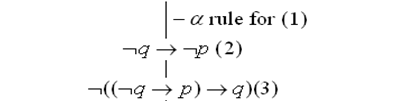 – α rule for (1)
¬q → ¬p (2)
¬((¬q → p) → q)(3)